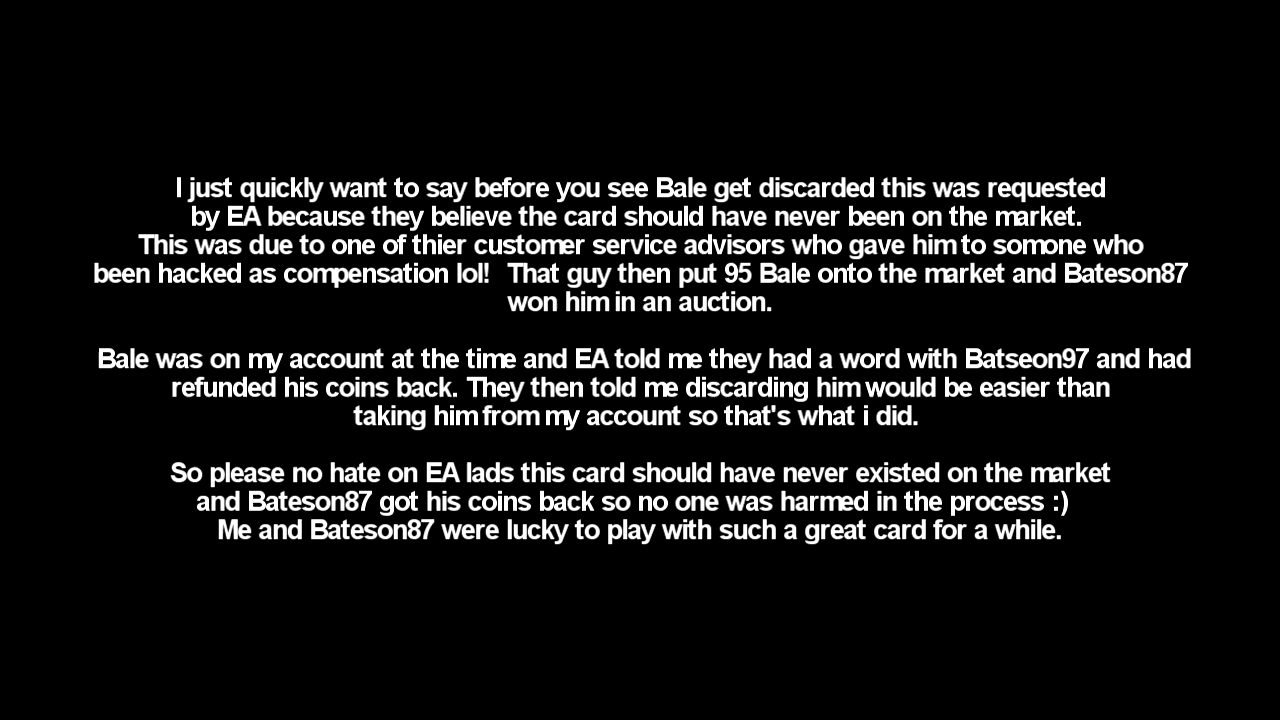 I just quickly want to say before you see Bale get discarded this was requested
by EA because they believe the card should have never been on the market.
This was due to one of thier customer service advisors who gave him to somone who
been hacked as compensation lol!  That guy then put 95 Bale onto the market and Bateson87
won him in an auction.
Bale was on my account at the time and EA told me they had a word with Batseon97 and had
refunded his coins back. They then told me discarding him would be easier than
taking him from my account so that's what i did.
So please no hate on EA lads this card should have never existed on the market
and Bateson87 got his coins back so no one was harmed in the process :)
Me and Bateson87 were lucky to play with such a great card for a while.